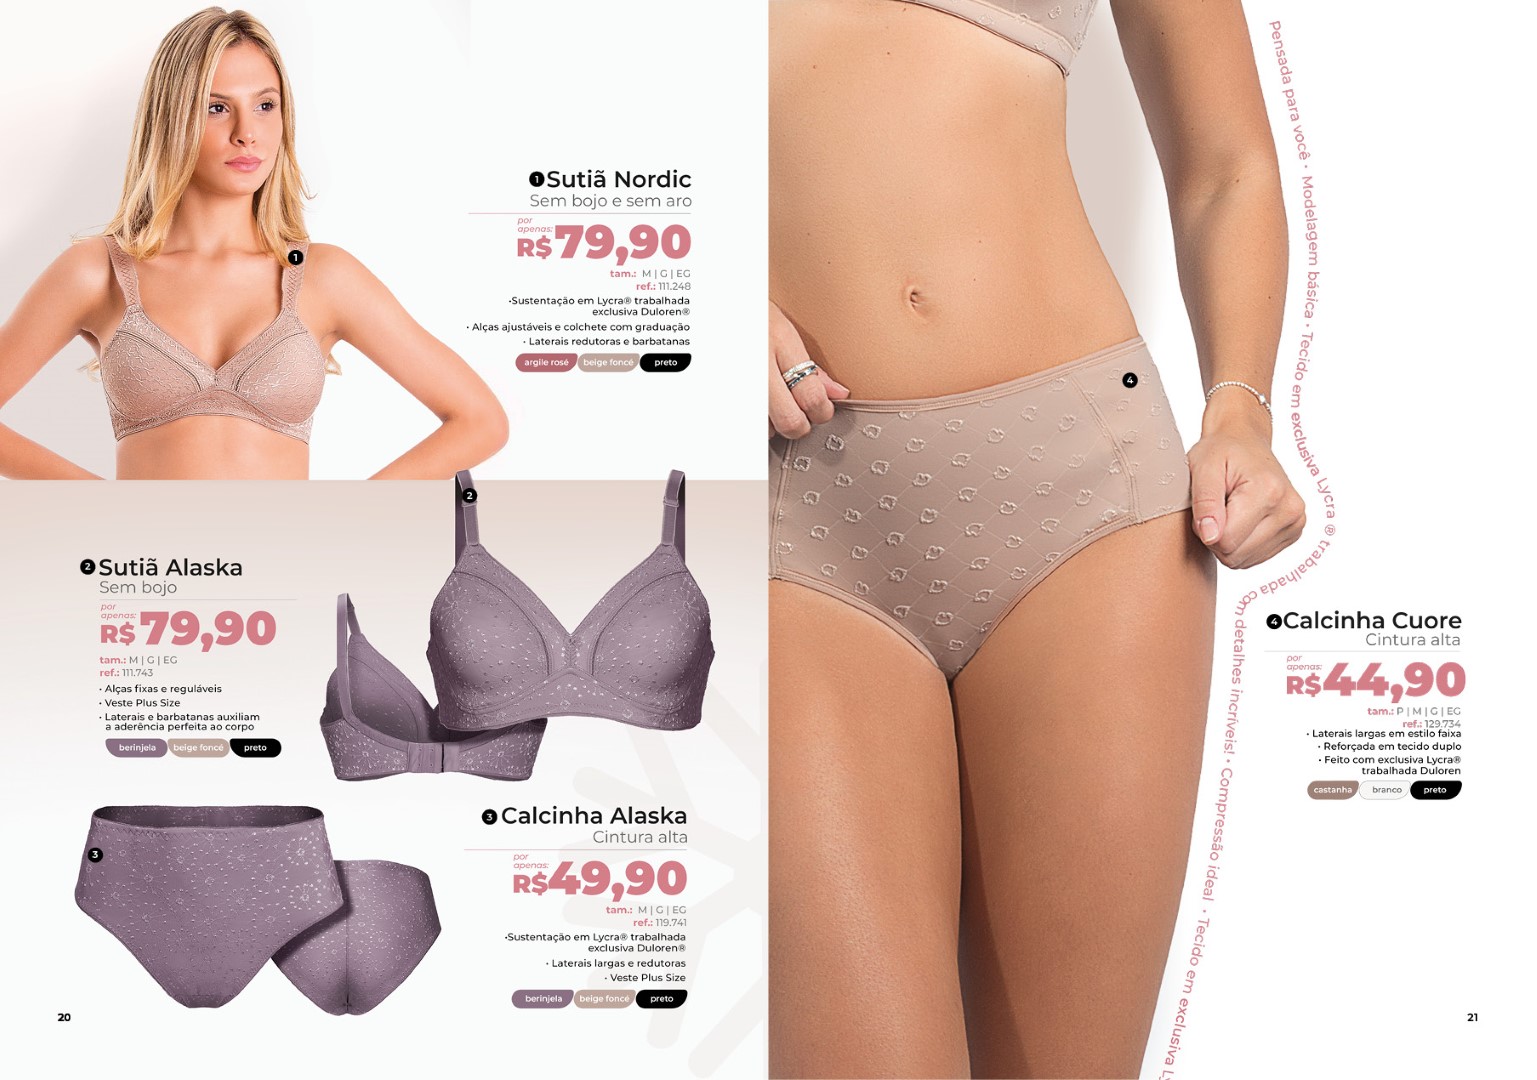 1 Sutiã Nordic
Sem bojo e sem aro
por
apenas:
R$79,90
tam.: M | G | EG
ref.: 111.248
•Sustentação em Lycra® trabalhada
exclusiva Duloren®
• Alças ajustáveis e colchete com graduação
• Laterais redutoras e barbatanas
argile rosé beige foncé preto
1
2
2 Sutiã Alaska
Sem bojo
por
apenas:
R$79,90
tam.: M | G | EG
ref.: 111.743
• Alças fixas e reguláveis
• Veste Plus Size
• Laterais e barbatanas auxiliam
a aderência perfeita ao corpo
berinjela beige foncé preto
3
3 Calcinha Alaska
Cintura alta
por
apenas:
R$49,90
tam.: M | G | EG
ref.: 119.741
•Sustentação em Lycra® trabalhada
exclusiva Duloren®
• Laterais largas e redutoras
• Veste Plus Size
berinjela beige foncé preto
20
Pensada para você • Modelagem básica • Tecido em exclusiva Lycra ® trabalhada com detalhes incríveis! • Compressão ideal • Tecido em exclusiva Ly
4
4 Calcinha Cuore
Cintura alta
por
apenas:
R$44,90
tam.: P | M | G | EG
ref.: 129.734
• Laterais largas em estilo faixa
• Reforçada em tecido duplo
• Feito com exclusiva Lycra®
trabalhada Duloren
castanha branco preto
21